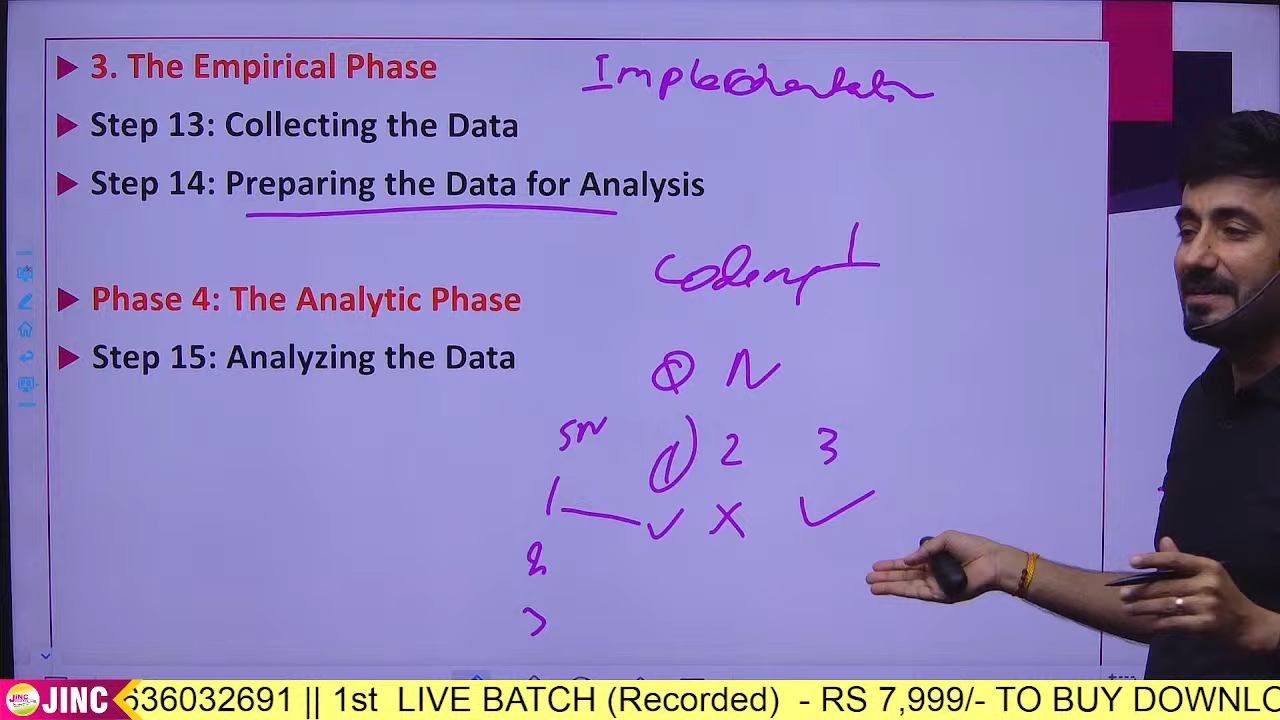 3. The Empirical Phase
Implementation
Step 13: Collecting the Data
Step 14: Preparing the Data for Analysis
Coding
Phase 4: The Analytic Phase
Step 15: Analyzing the Data
Q N
SN 1 2 3
1
2
3
JINC 636032691 || 1st LIVE BATCH (Recorded) - RS 7,999/- TO BUY DOWNLO